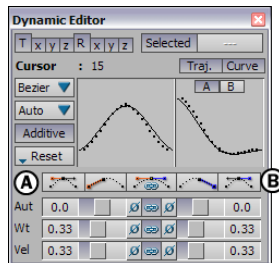 Dynamic Editor
T x y z R x y z Selected ---
Cursor : 15 Traj. Curve
Bezier A B
Auto
Additive
Reset
A B
Aut 0.0 Ø Ø 0.0
Wt 0.33 Ø Ø 0.33
Vel 0.33 Ø Ø 0.33